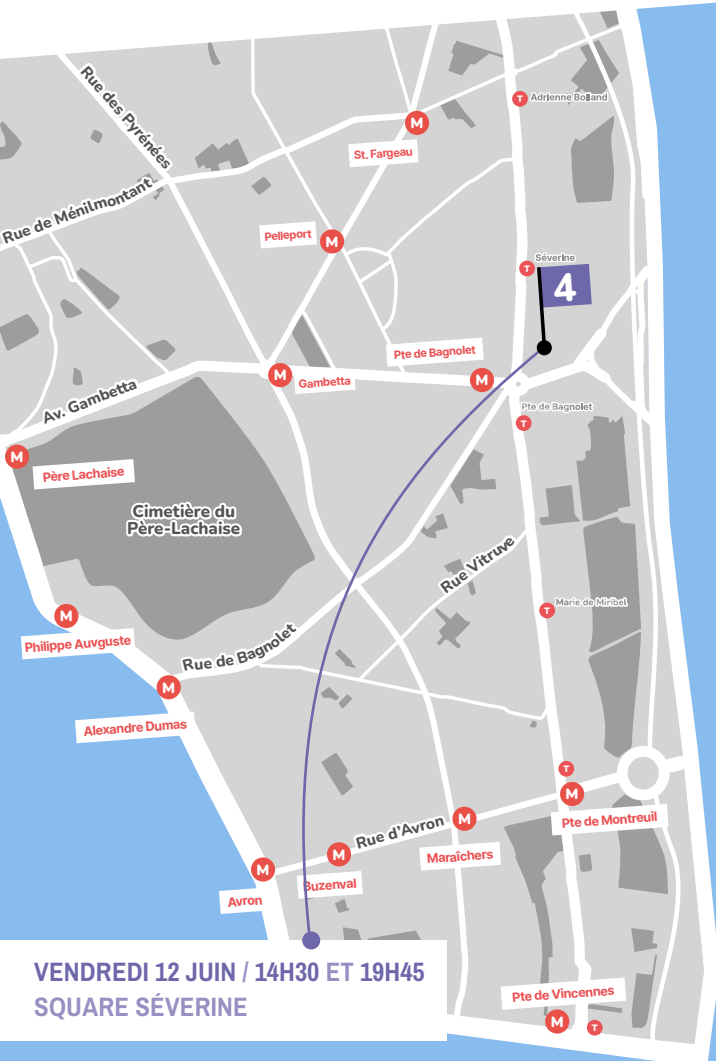 Rue des Pyrénées
T Adrienne Bolland
M
St. Fargeau
Rue de Ménilmontant
Pelleport M
Séverine
T
4
Pte de Bagnolet
M
M
Gambetta
Av. Gambetta
Pte de Bagnolet
T
M
Père Lachaise
Cimetière du
Père-Lachaise
Rue Vitruve
M
Philippe Auvguste
T Marie de Miribel
Rue de Bagnolet
M
Alexandre Dumas
T
M
Pte de Montreuil
Rue d'Avron
M
Maraîchers
M
Buzenval
M
Avron
VENDREDI 12 JUIN / 14H30 ET 19H45
SQUARE SÉVERINE
Pte de Vincennes
M T